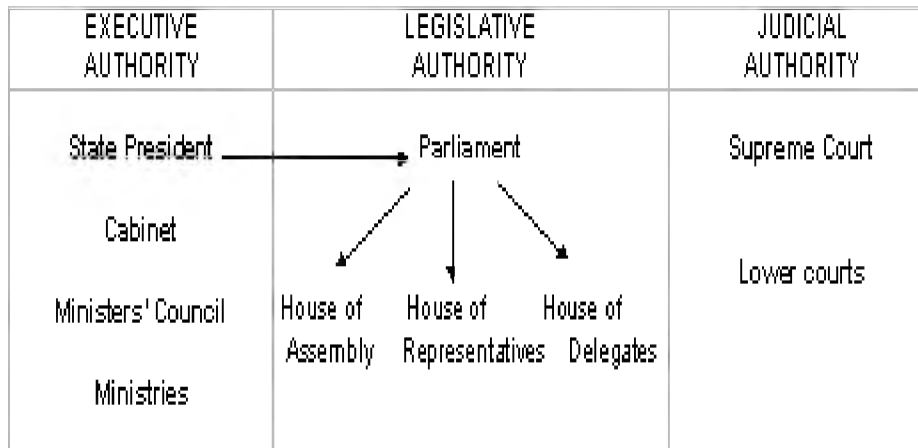 EXECUTIVE
AUTHORITY
LEGISLATIVE
AUTHORITY
JUDICIAL
AUTHORITY
State President
Cabinet
Ministers' Council
Ministries
Parliament
House of
Assembly
House of
Representatives
House of
Delegates
Supreme Court
Lower courts